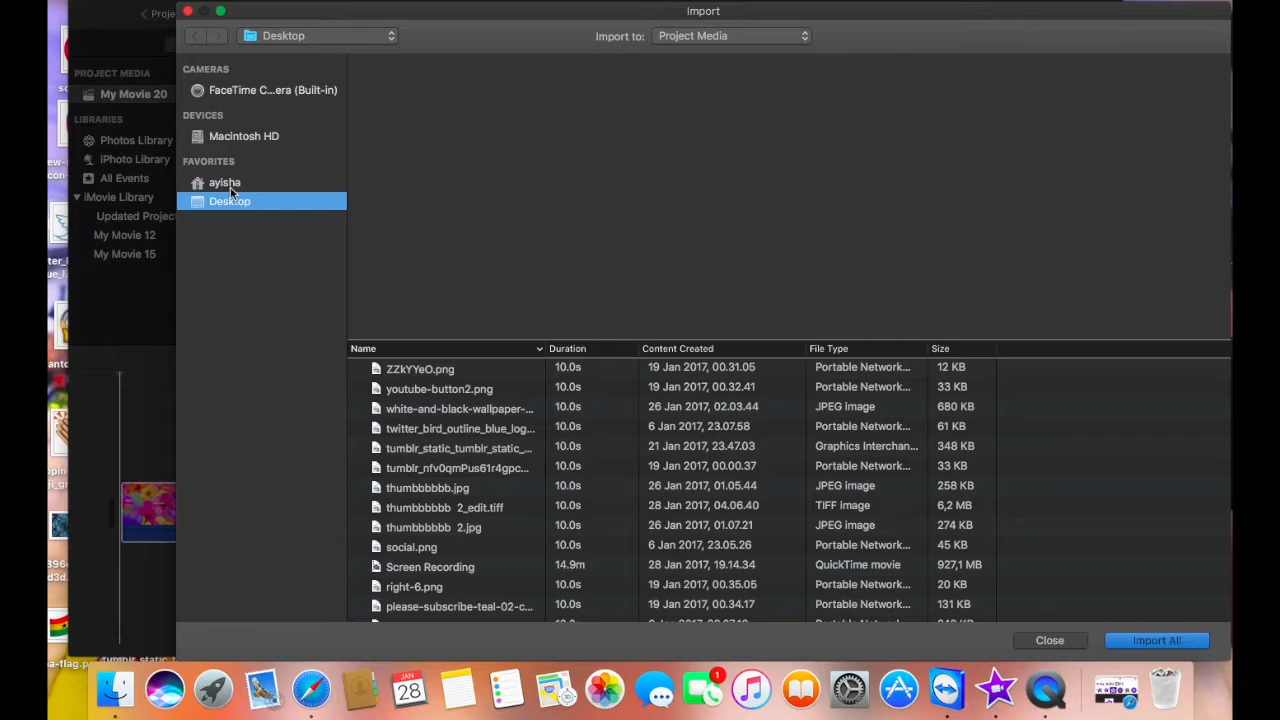 Import
Proje
Desktop
Import to:
Project Media
PROJECT MEDIA
My Movie 20
LIBRARIES
Photos Library
iPhoto Library
All Events
iMovie Library
Updated Project
My Movie 12
My Movie 15
CAMERAS
FaceTime C...era (Built-in)
DEVICES
Macintosh HD
FAVORITES
ayisha
Desktop
Name Duration Content Created File Type Size
ZZkYYeO.png 10.0s 19 Jan 2017, 00.31.05 Portable Network... 12 KB
youtube-button2.png 10.0s 19 Jan 2017, 00.32.41 Portable Network... 33 KB
white-and-black-wallpaper-... 10.0s 26 Jan 2017, 02.03.44 JPEG image 680 KB
twitter_bird_outline_blue_log... 10.0s 6 Jan 2017, 23.07.58 Portable Network... 61 KB
tumblr_static_tumblr_static_... 10.0s 21 Jan 2017, 23.47.03 Graphics Interchan... 348 KB
tumblr_nfv0qmPus61r4gpc... 10.0s 19 Jan 2017, 00.00.37 Portable Network... 33 KB
thumbbbbbb.jpg 10.0s 26 Jan 2017, 01.05.44 Portable Network... 258 KB
thumbbbbbb 2_edit.tiff 10.0s 28 Jan 2017, 04.06.40 TIFF image 6,2 MB
thumbbbbbb 2.jpg 10.0s 26 Jan 2017, 01.07.21 JPEG image 274 KB
social.png 10.0s 6 Jan 2017, 23.05.26 Portable Network... 45 KB
Screen Recording 14.9m 28 Jan 2017, 19.14.34 QuickTime movie 927,1 MB
right-6.png 10.0s 19 Jan 2017, 00.35.05 Portable Network... 20 KB
please-subscribe-teal-02-c... 10.0s 19 Jan 2017, 00.34.17 Portable Network... 131 KB
Close
Import All
JAN
28
1